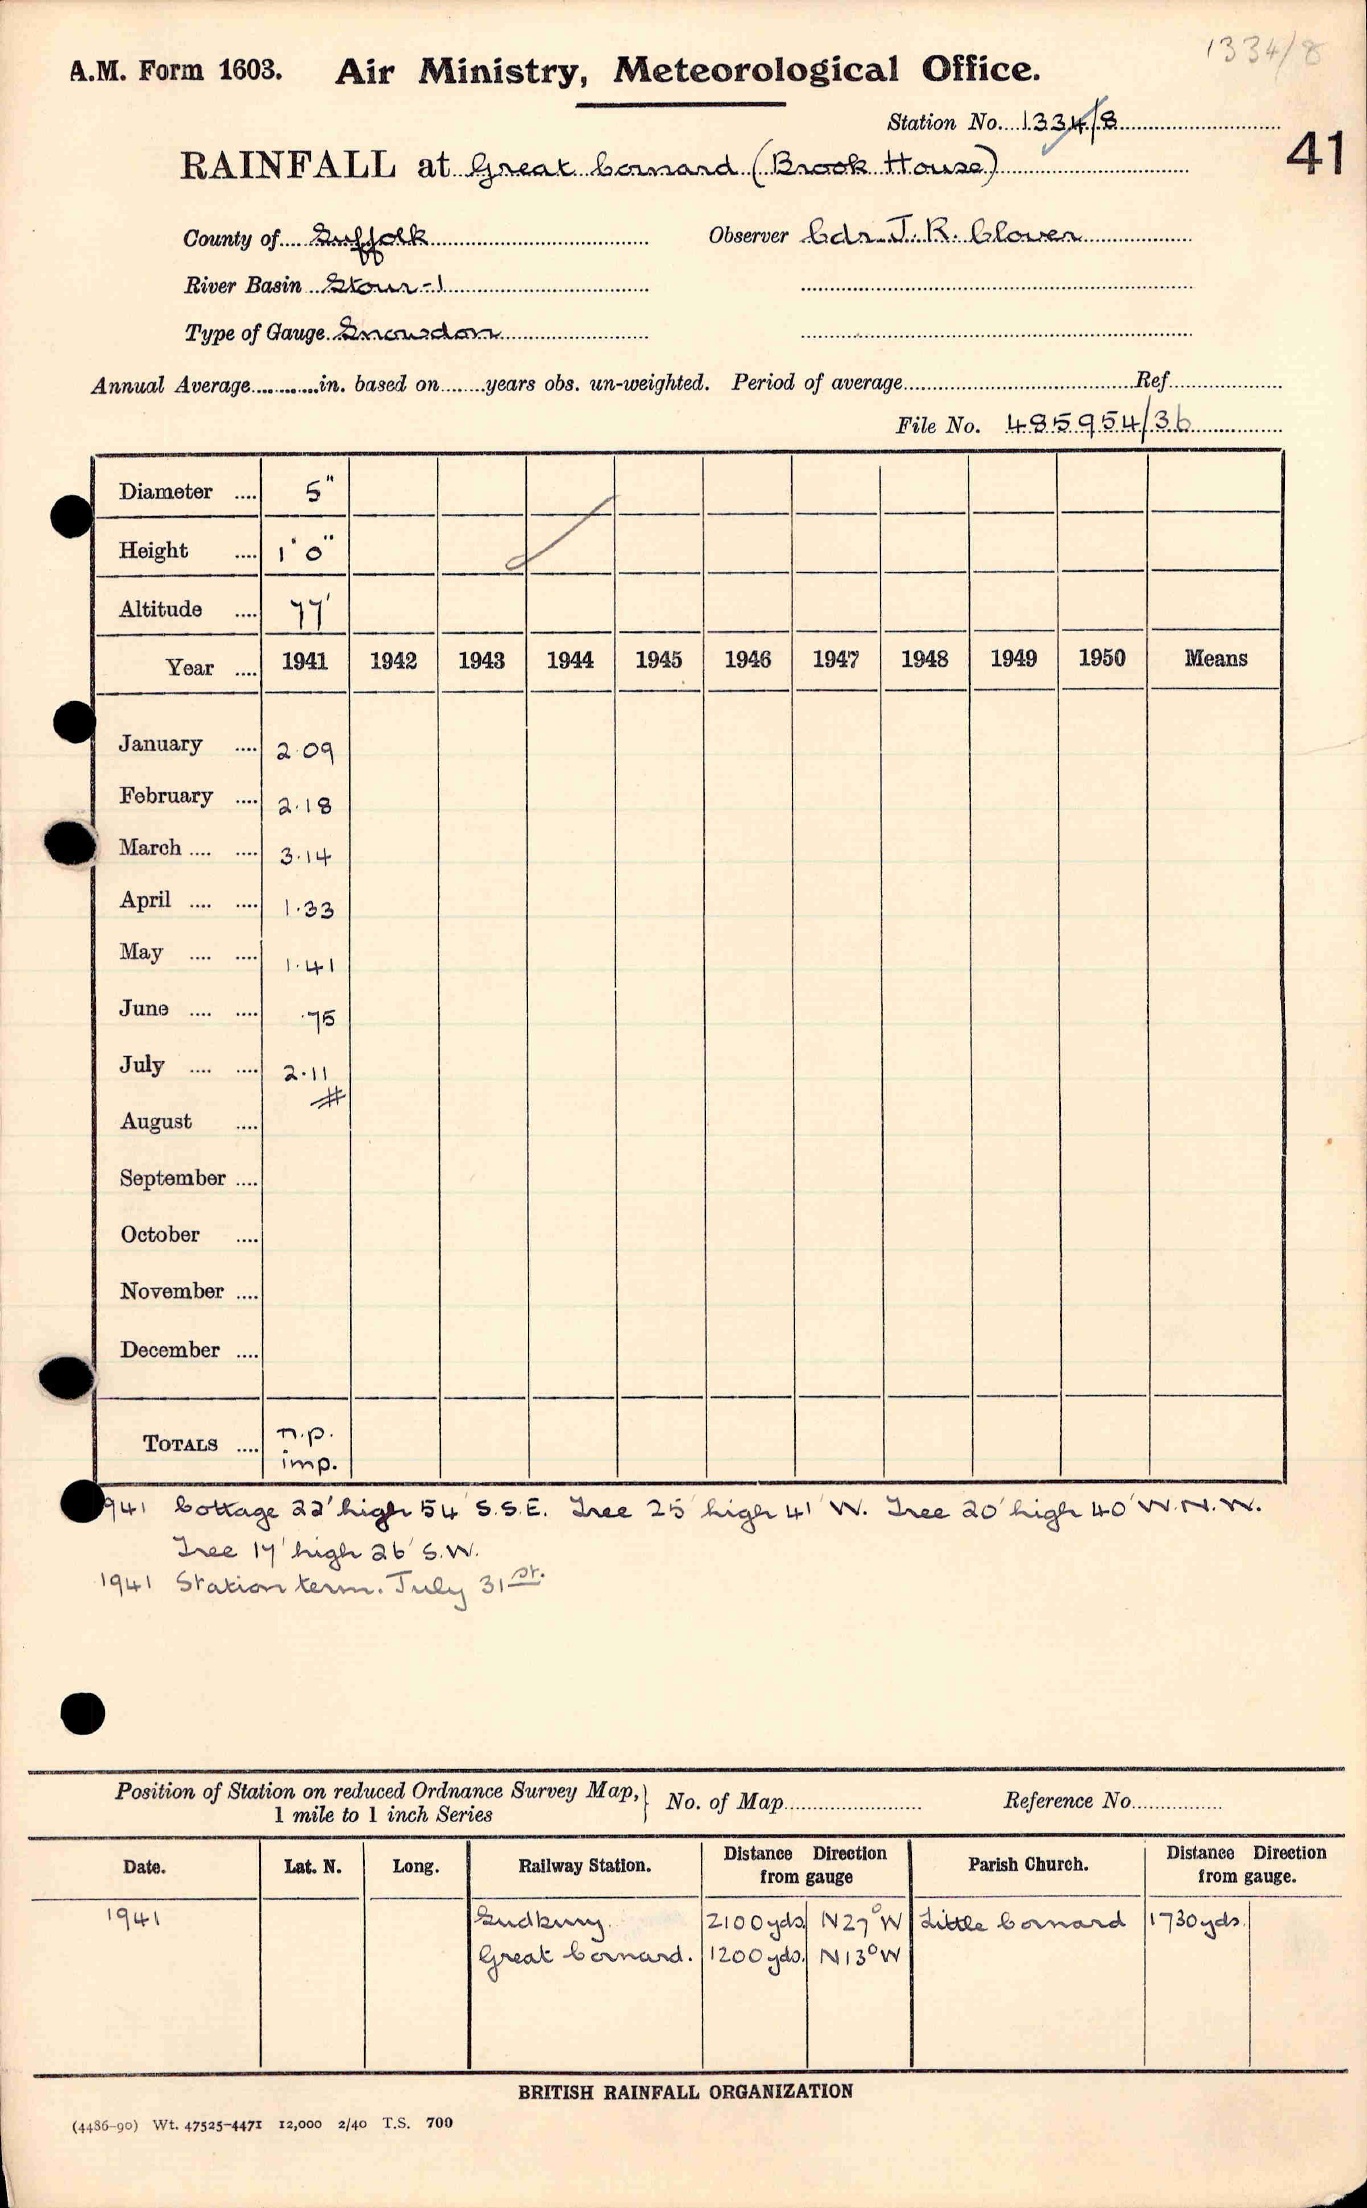 1334/8
A.M. Form 1603. Air Ministry, Meteorological Office.
Station No. 1334/8
41
RAINFALL at Great Cornard (Brook House)
County of Suffolk Observer Cdr. J. R. Glover
River Basin Stour-1
Type of Gauge Snowdon
Annual Average in. based on years obs. un-weighted. Period of average Ref
File No. 485954/36
Diameter .... 5"
Height .... 1' 0"
Altitude .... 77'
Year .... 1941 1942 1943 1944 1945 1946 1947 1948 1949 1950 Means
January .... 2.09
February .... 2.18
March .... .... 3.14
April .... .... 1.33
May .... .... 1.41
June .... .... .75
July .... .... 2.11
#
August ....
September ....
October ....
November ....
December ....
TOTALS .... n.p.
imp.
1941 Cottage 22' high 54' S.S.E. Tree 25' high 41' W. Tree 20' high 40' W.N.W.
Tree 17' high 26' S.W.
1941 Station term. July 31st.
Position of Station on reduced Ordnance Survey Map, } No. of Map Reference No.
1 mile to 1 inch Series
Date. Lat. N. Long. Railway Station. Distance Direction from gauge Parish Church. Distance Direction from gauge.
1941 Sudbury. 2100 yds. N27°W Little Cornard 1730 yds.
Great Cornard. 1200 yds. N13°W
BRITISH RAINFALL ORGANIZATION
(4486-90) Wt. 47525-4471 12,000 2/40 T.S. 700